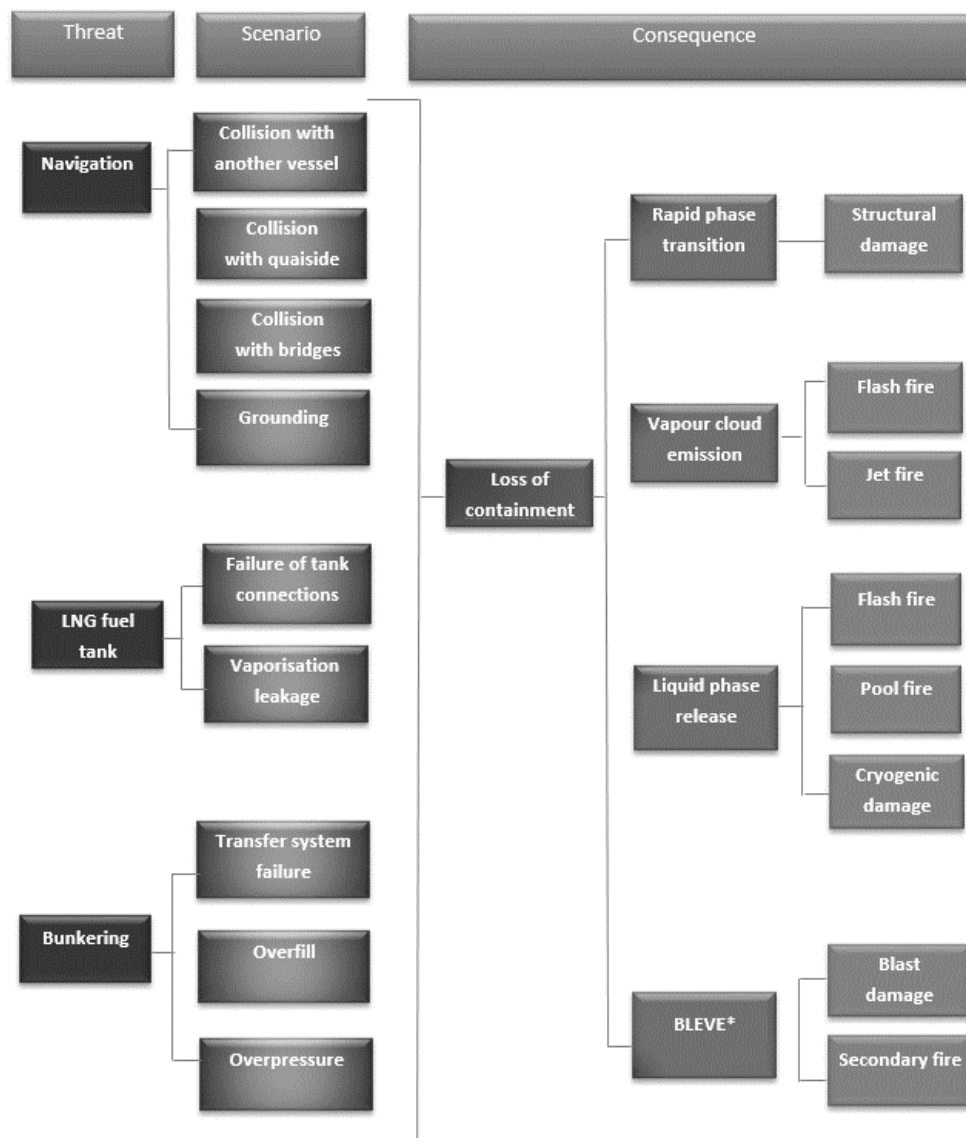 Threat
Scenario
Consequence
Navigation
Collision with
another vessel
Collision
with quaiside
Collision
with bridges
Grounding
LNG fuel
tank
Failure of tank
connections
Vaporisation
leakage
Bunkering
Transfer system
failure
Overfill
Overpressure
Loss of
containment
Rapid phase
transition
Structural
damage
Vapour cloud
emission
Flash fire
Jet fire
Liquid phase
release
Flash fire
Pool fire
Cryogenic
damage
BLEVE*
Blast
damage
Secondary fire